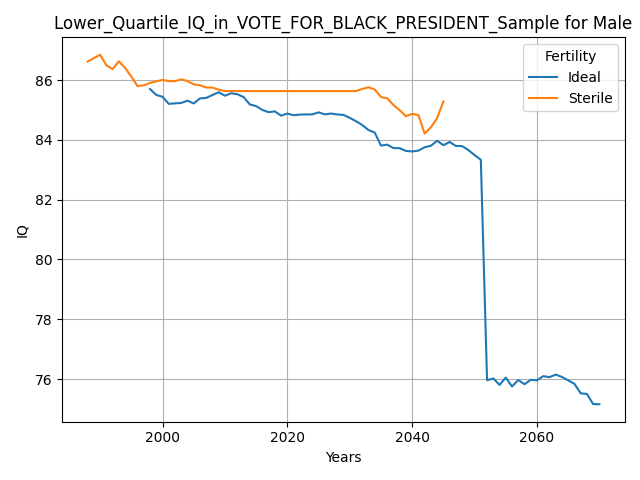 Lower_Quartile_IQ_in_VOTE_FOR_BLACK_PRESIDENT_Sample for Male
Fertility
Ideal
Sterile
86
84
82
80
78
76
IQ
2000
2020
2040
2060
Years